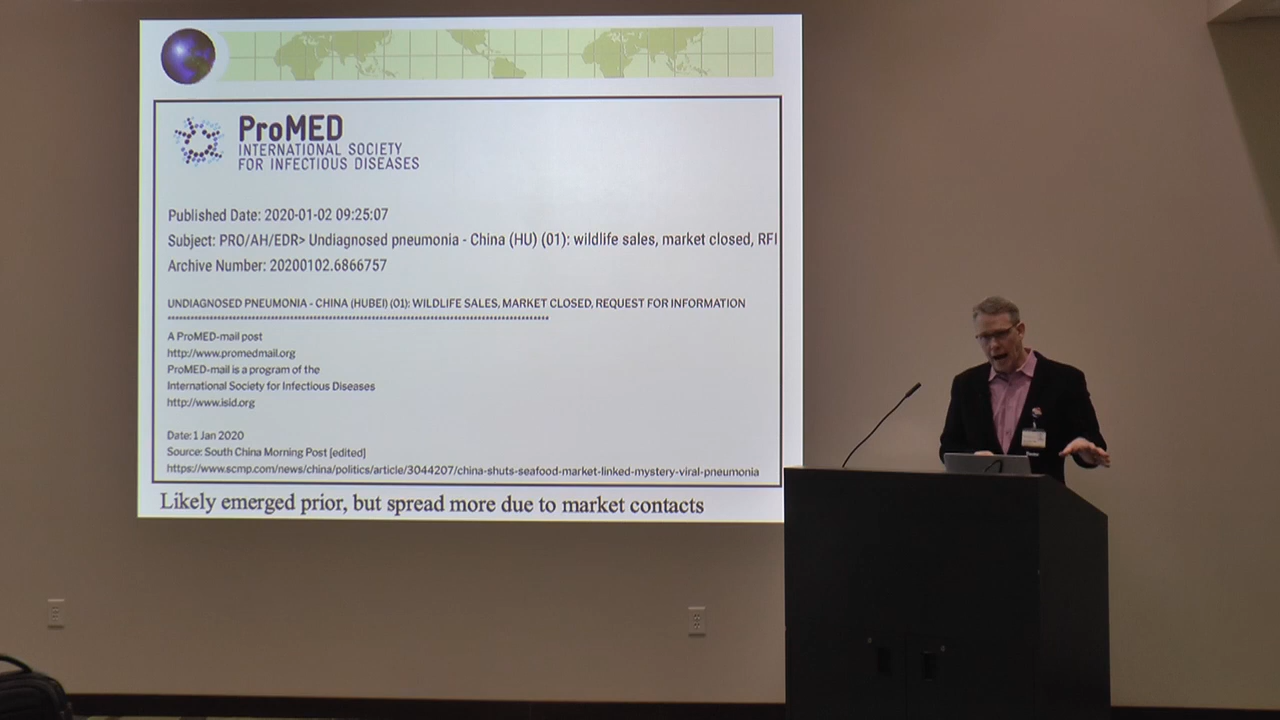 ProMED
INTERNATIONAL SOCIETY
FOR INFECTIOUS DISEASES
Published Date: 2020-01-02 09:25:07
Subject: PRO/AH/EDR> Undiagnosed pneumonia - China (HU) (01): wildlife sales, market closed, RFI
Archive Number: 20200102.6866757
UNDIAGNOSED PNEUMONIA - CHINA (HUBEI) (01): WILDLIFE SALES, MARKET CLOSED, REQUEST FOR INFORMATION
A ProMED-mail post
http://www.promedmail.org
ProMED-mail is a program of the
International Society for Infectious Diseases
http://www.isid.org
Date: 1 Jan 2020
Source: South China Morning Post [edited]
https://www.scmp.com/news/china/politics/article/3044207/china-shuts-seafood-market-linked-mystery-viral-pneumonia
Likely emerged prior, but spread more due to market contacts